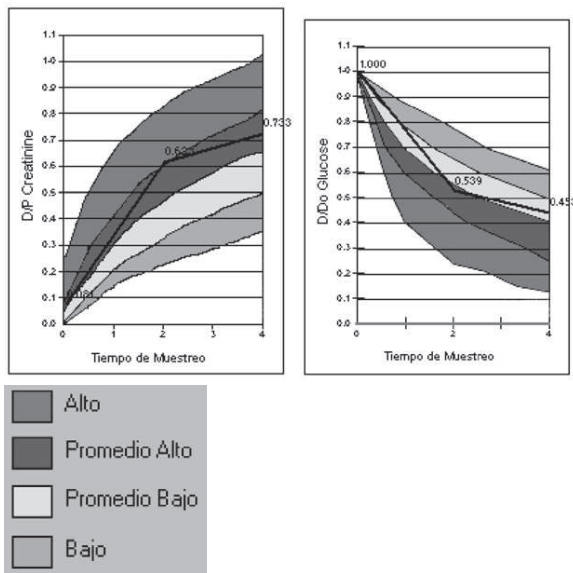 1.1
1.0
0.9
0.8
0.7
0.6
0.5
0.4
0.3
0.2
0.1
0.0
D/P Creatinine
0.733
0 1 2 3 4
Tiempo de Muestreo
1.1
1.0
0.9
0.8
0.7
0.6
0.5
0.4
0.3
0.2
0.1
0.0
D/Do Glucose
1.000
0.539
0 1 2 3 4
Tiempo de Muestreo
Alto
Promedio Alto
Promedio Bajo
Bajo